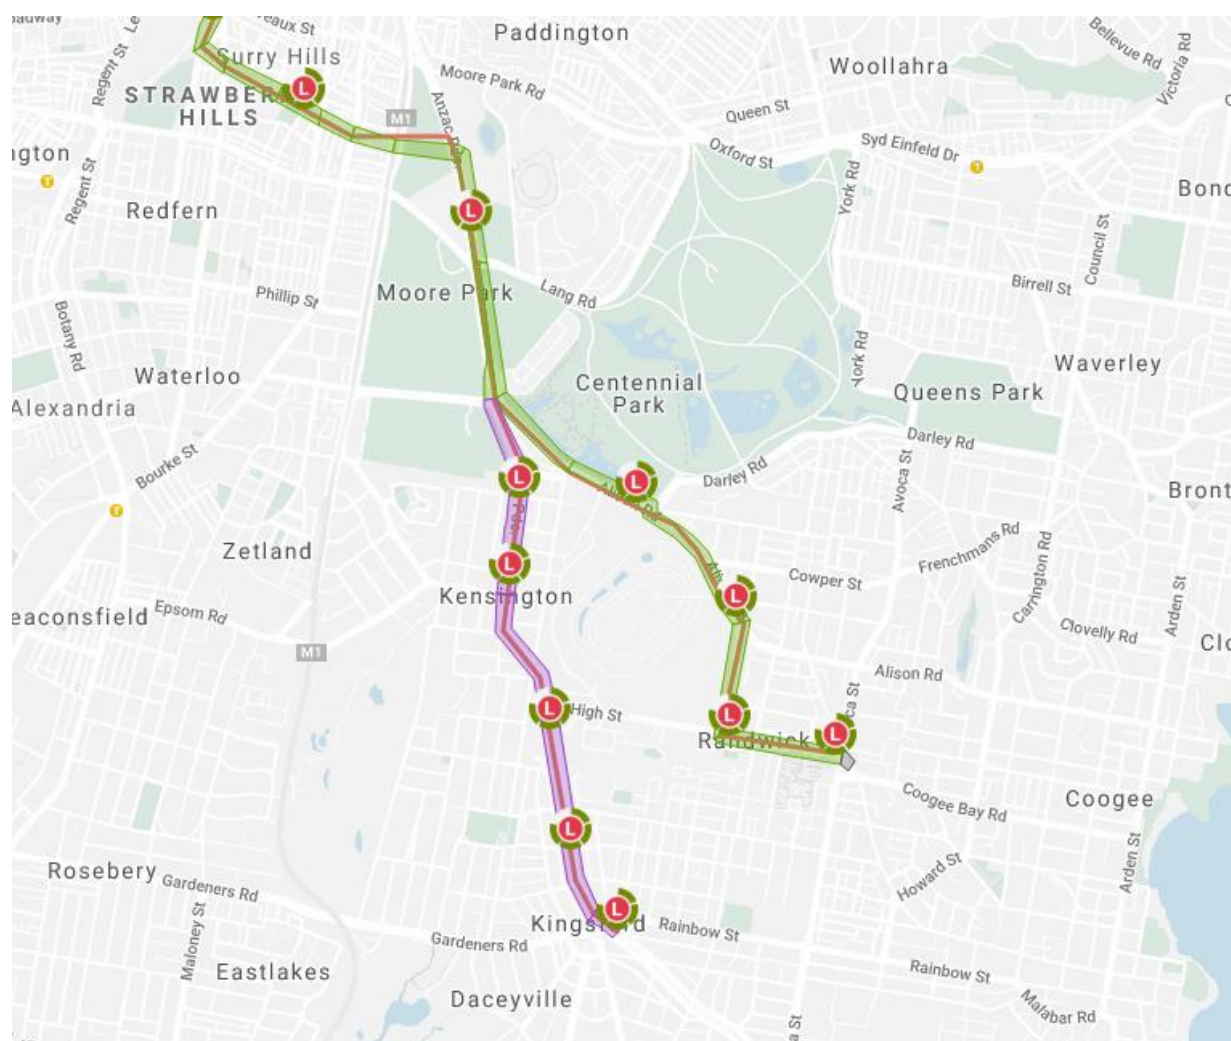 Regent St
Surry Hills
STRAWBER
HILLS
Paddington
Moore Park Rd
Woollahra
Bellevue Rd
Victoria Rd
Queen St
M1
L
Oxford St
Syd Einfeld Dr
T
York Rd
Council St
T
Regent St
Redfern
L
Phillip St
Moore Park
Lang Rd
Birrell St
Botany Rd
York Rd
Waverley
Waterloo
Centennial
Park
Queens Park
Alexandria
Darley Rd
Bourke St
Avoca St
Darley Rd
L
L
T
Zetland
Frenchmans Rd
Carrington Rd
L
Cowper St
Kensington
L
Arden St
eaconsfield
Epsom Rd
M1
Clovelly Rd
Alison Rd
High St
L
L
Randwick
L
Coogee Bay Rd
Coogee
L
Arden St
Howard St
Rosebery
Gardeners Rd
Maloney St
L
Rainbow St
Gardeners Rd
Eastlakes
Rainbow St
Daceyville
Malabar Rd